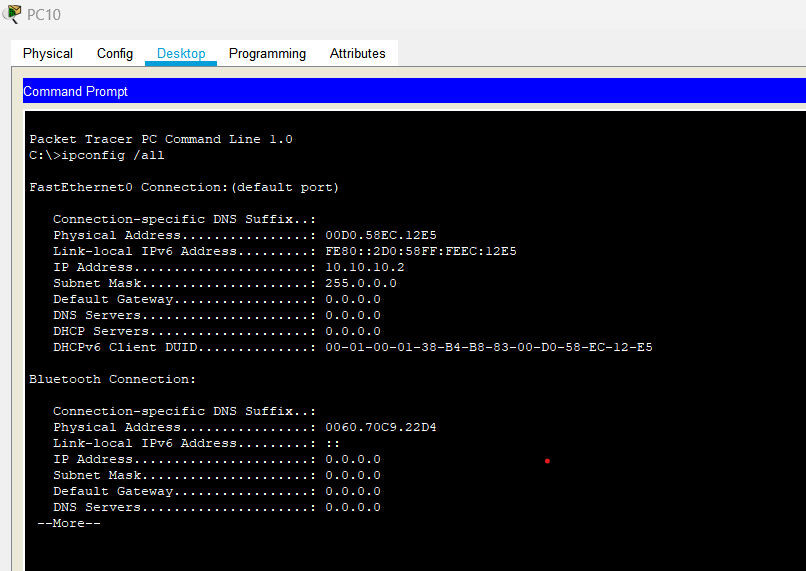 PC10
Physical Config Desktop Programming Attributes
Command Prompt
Packet Tracer PC Command Line 1.0
C:\>ipconfig /all
FastEthernet0 Connection:(default port)
Connection-specific DNS Suffix..:
Physical Address................: 00D0.58EC.12E5
Link-local IPv6 Address.........: FE80::2D0:58FF:FEEC:12E5
IP Address......................: 10.10.10.2
Subnet Mask.....................: 255.0.0.0
Default Gateway.................: 0.0.0.0
DNS Servers.....................: 0.0.0.0
DHCP Servers....................: 0.0.0.0
DHCPv6 Client DUID..............: 00-01-00-01-38-B4-B8-83-00-D0-58-EC-12-E5
Bluetooth Connection:
Connection-specific DNS Suffix..:
Physical Address................: 0060.70C9.22D4
Link-local IPv6 Address.........: ::
IP Address......................: 0.0.0.0
Subnet Mask.....................: 0.0.0.0
Default Gateway.................: 0.0.0.0
DNS Servers.....................: 0.0.0.0
--More--